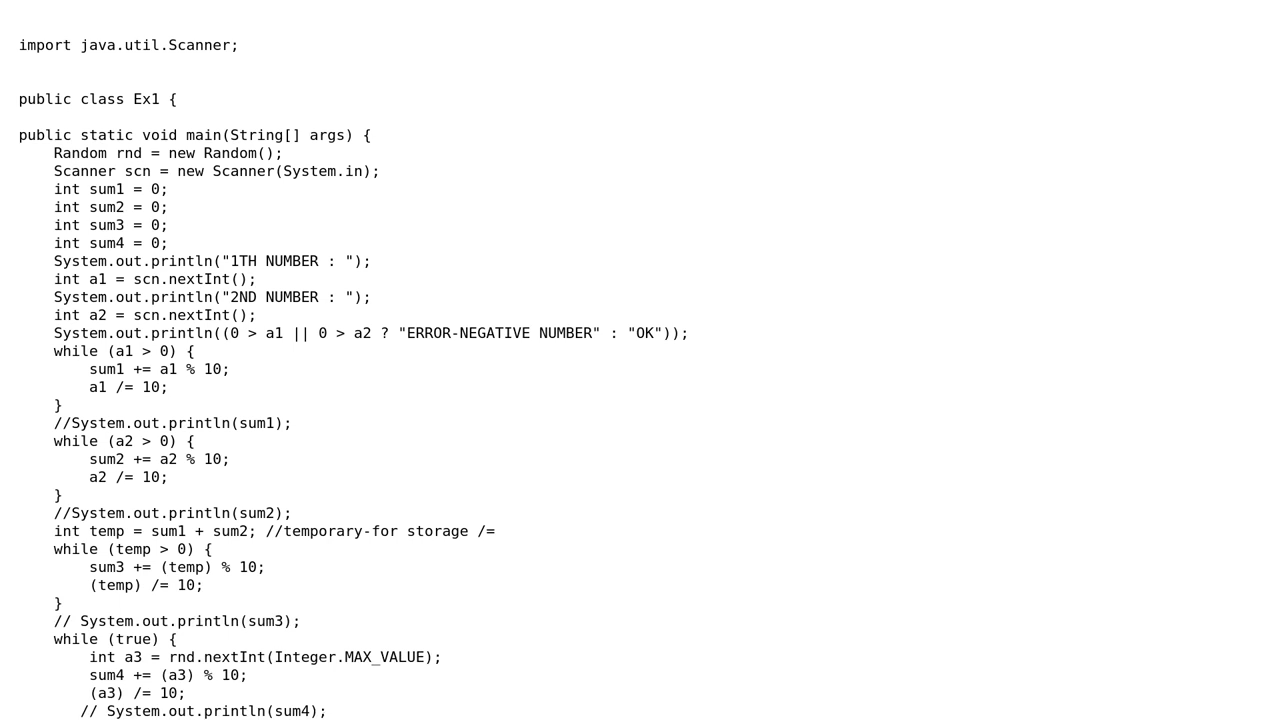 import java.util.Scanner;
public class Ex1 {
public static void main(String[] args) {
    Random rnd = new Random();
    Scanner scn = new Scanner(System.in);
    int sum1 = 0;
    int sum2 = 0;
    int sum3 = 0;
    int sum4 = 0;
    System.out.println("1TH NUMBER : ");
    int a1 = scn.nextInt();
    System.out.println("2ND NUMBER : ");
    int a2 = scn.nextInt();
    System.out.println((0 > a1 || 0 > a2 ? "ERROR-NEGATIVE NUMBER" : "OK"));
    while (a1 > 0) {
        sum1 += a1 % 10;
        a1 /= 10;
    }
    //System.out.println(sum1);
    while (a2 > 0) {
        sum2 += a2 % 10;
        a2 /= 10;
    }
    //System.out.println(sum2);
    int temp = sum1 + sum2; //temporary-for storage /=
    while (temp > 0) {
        sum3 += (temp) % 10;
        (temp) /= 10;
    }
    // System.out.println(sum3);
    while (true) {
        int a3 = rnd.nextInt(Integer.MAX_VALUE);
        sum4 += (a3) % 10;
        (a3) /= 10;
       // System.out.println(sum4);